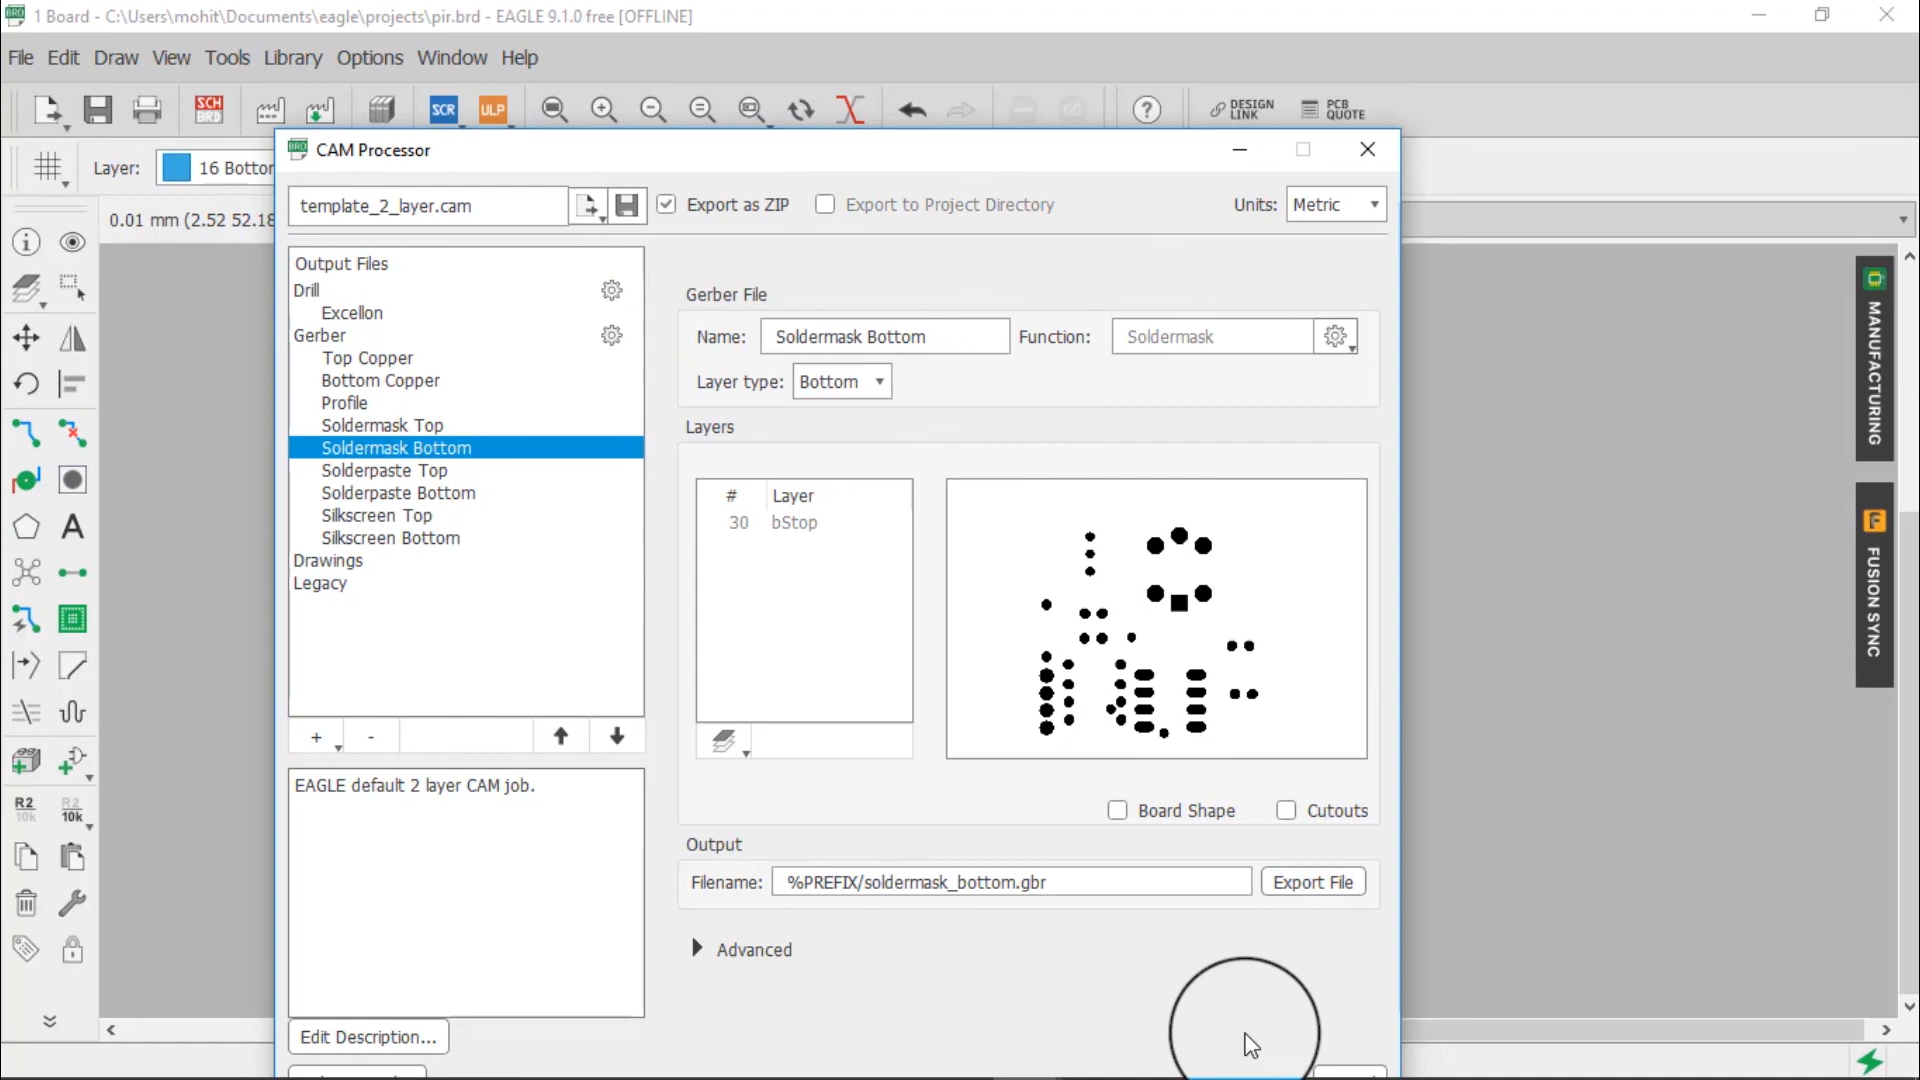 1 Board - C:\Users\mohit\Documents\eagle\projects\pir.brd - EAGLE 9.1.0 free [OFFLINE]
File Edit Draw View Tools Library Options Window Help
SCH BRD SCR ULP DESIGN LINK PCB QUOTE
CAM Processor
Layer: 16 Bottor
template_2_layer.cam Export as ZIP Export to Project Directory Units: Metric
0.01 mm (2.52 52.18
Output Files
Drill
Excellon
Gerber
Top Copper
Bottom Copper
Profile
Soldermask Top
Soldermask Bottom
Solderpaste Top
Solderpaste Bottom
Silkscreen Top
Silkscreen Bottom
Drawings
Legacy
+ -
EAGLE default 2 layer CAM job.
Edit Description...
Gerber File
Name: Soldermask Bottom Function: Soldermask
Layer type: Bottom
Layers
# Layer
30 bStop
Board Shape Cutouts
Output
Filename: %PREFIX/soldermask_bottom.gbr Export File
Advanced
MANUFACTURING
F FUSION SYNC
R2 10k R2 10k